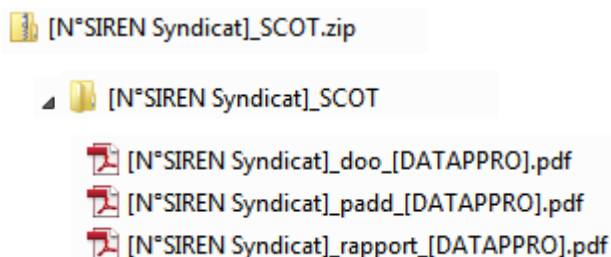 [N°SIREN Syndicat]_SCOT.zip
[N°SIREN Syndicat]_SCOT
[N°SIREN Syndicat]_doo_[DATAPPRO].pdf
[N°SIREN Syndicat]_padd_[DATAPPRO].pdf
[N°SIREN Syndicat]_rapport_[DATAPPRO].pdf